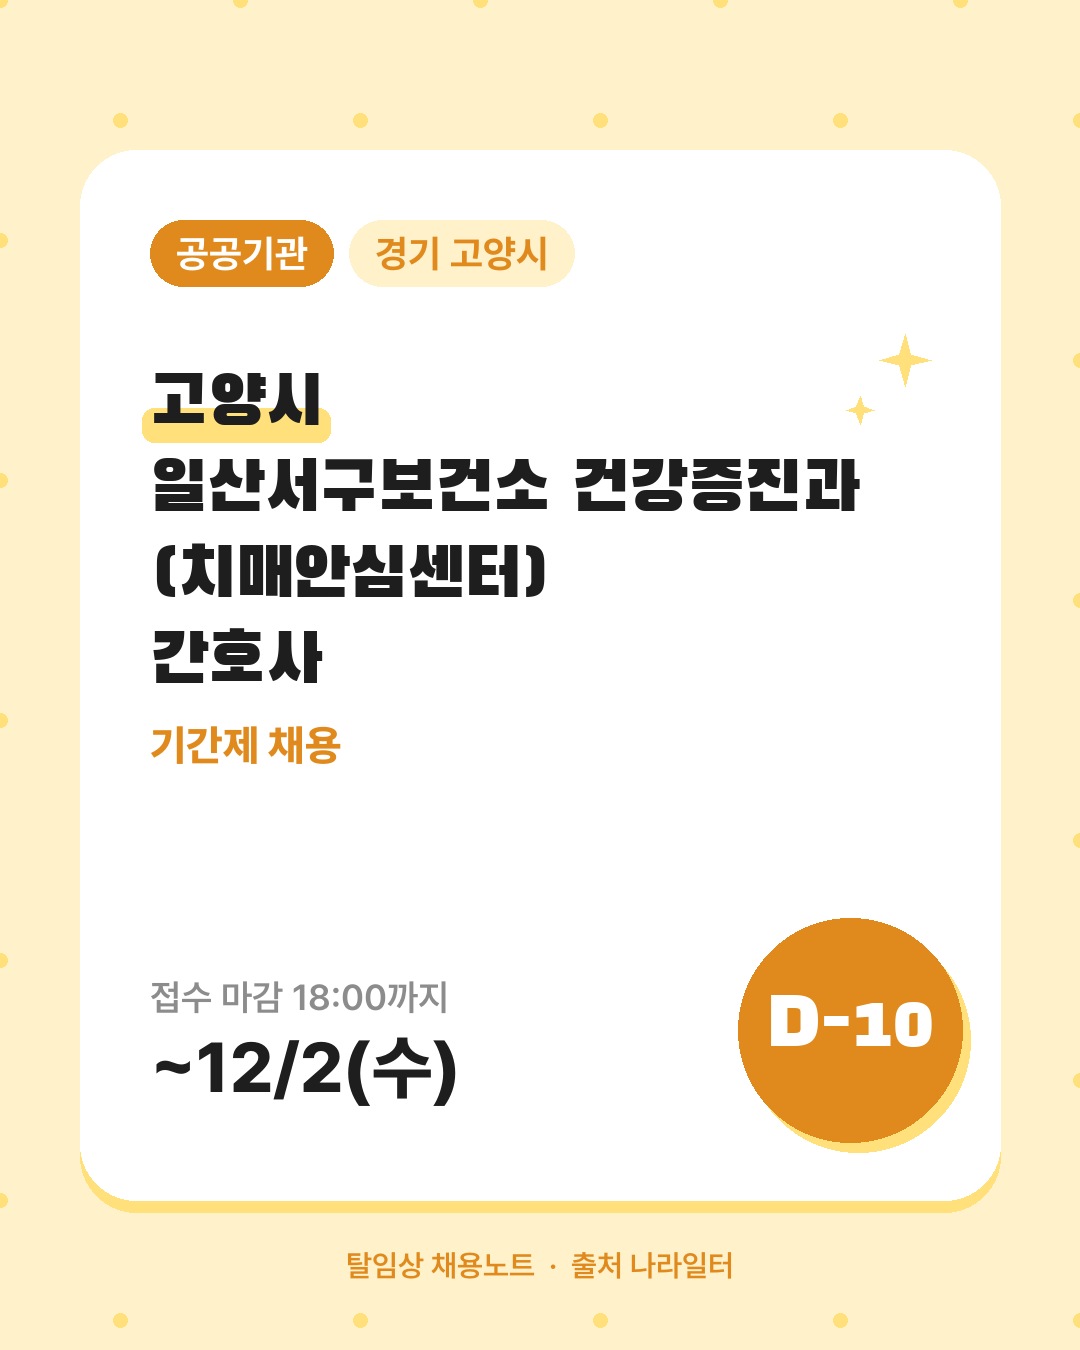 공공기관 경기 고양시
고양시
일산서구보건소 건강증진과
(치매안심센터)
간호사
기간제 채용
접수 마감 18:00까지
~12/2(수)
D-10
탈임상 채용노트 · 출처 나라일터